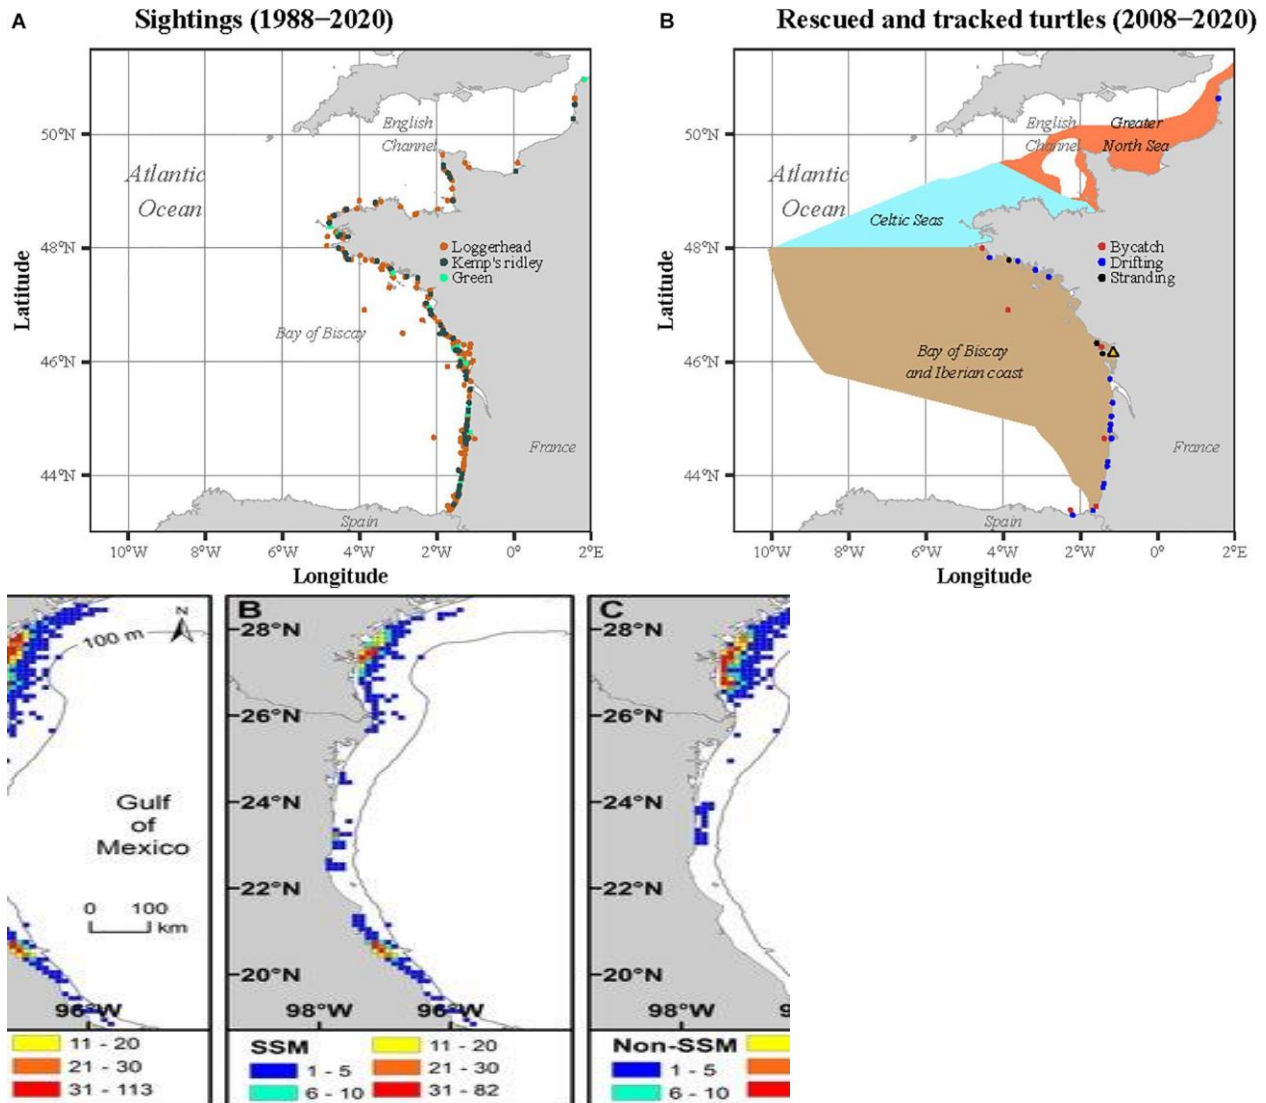 A
Sightings (1988–2020)
50°N
48°N
46°N
44°N
Latitude
Atlantic
Ocean
English
Channel
Loggerhead
Kemp's ridley
Green
Bay of Biscay
France
Spain
10°W 8°W 6°W 4°W 2°W 0° 2°E
Longitude
B
Rescued and tracked turtles (2008–2020)
50°N
48°N
46°N
44°N
Latitude
Atlantic
Ocean
English
Channel
Greater
North Sea
Celtic Seas
Bycatch
Drifting
Stranding
Bay of Biscay
and Iberian coast
France
Spain
10°W 8°W 6°W 4°W 2°W 0° 2°E
Longitude
N
100 m
Gulf
of
Mexico
0 100
km
96°W
11 - 20
21 - 30
31 - 113
B
28°N
26°N
24°N
22°N
20°N
98°W 96°W
SSM
1 - 5
6 - 10
11 - 20
21 - 30
31 - 82
C
28°N
26°N
24°N
22°N
20°N
98°W 9
Non-SSM
1 - 5
6 - 10